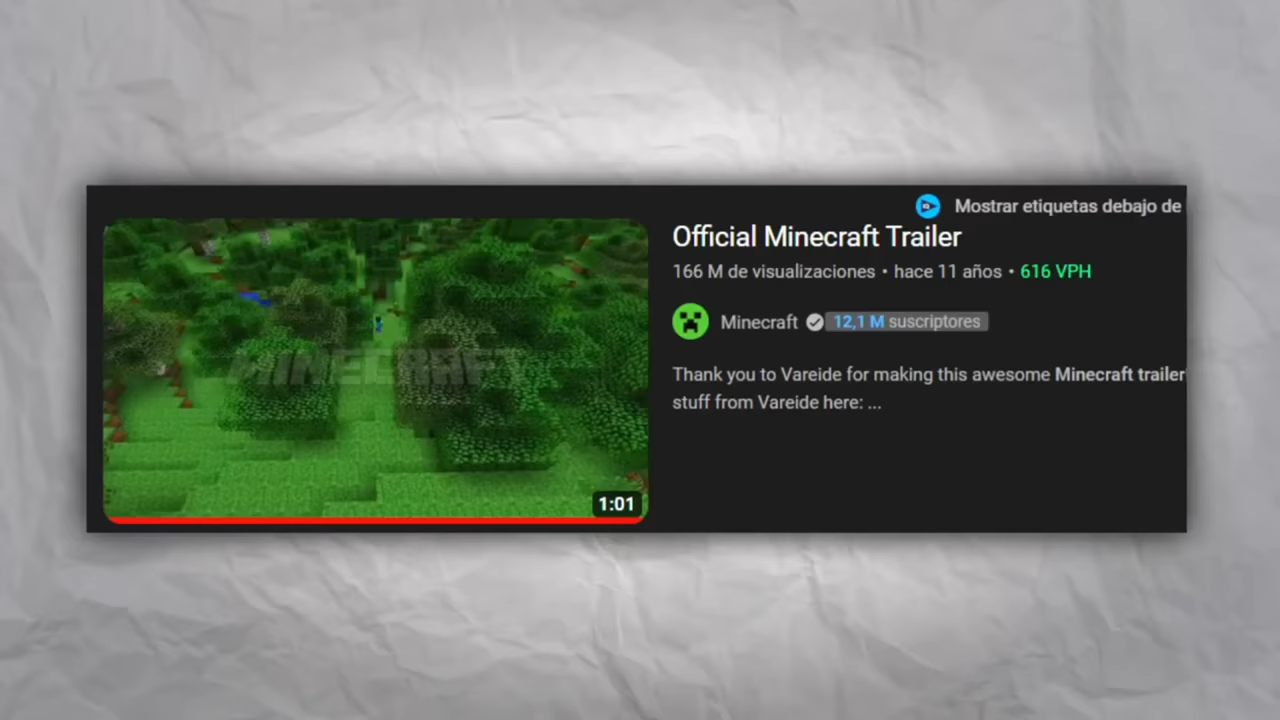 Mostrar etiquetas debajo de
Official Minecraft Trailer
166 M de visualizaciones • hace 11 años • 616 VPH
Minecraft 12,1 M suscriptores
Thank you to Vareide for making this awesome Minecraft trailer
stuff from Vareide here: ...
MINECRAFT
1:01